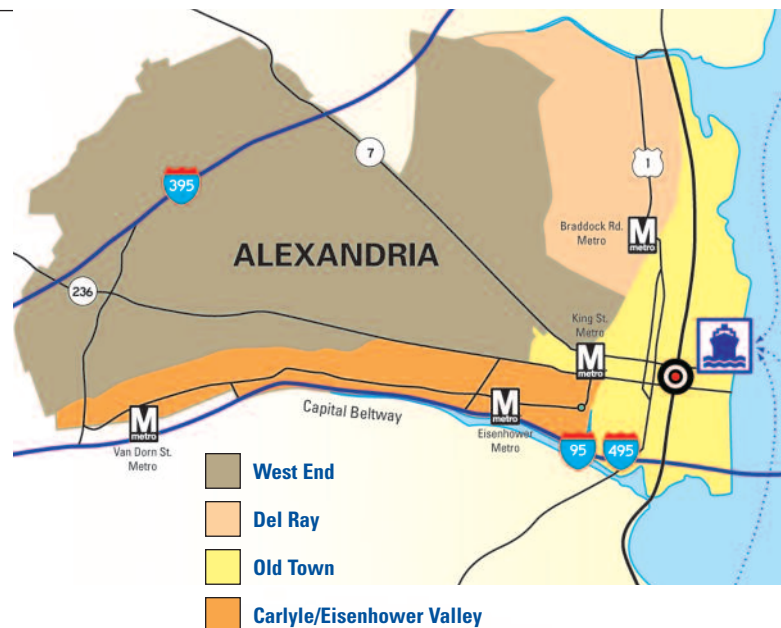 7
1
395
Braddock Rd.
Metro
M
metro
ALEXANDRIA
236
King St.
Metro
M
metro
Capital Beltway
M
metro
Eisenhower
Metro
M
metro
Van Dorn St.
Metro
95
495
West End
Del Ray
Old Town
Carlyle/Eisenhower Valley